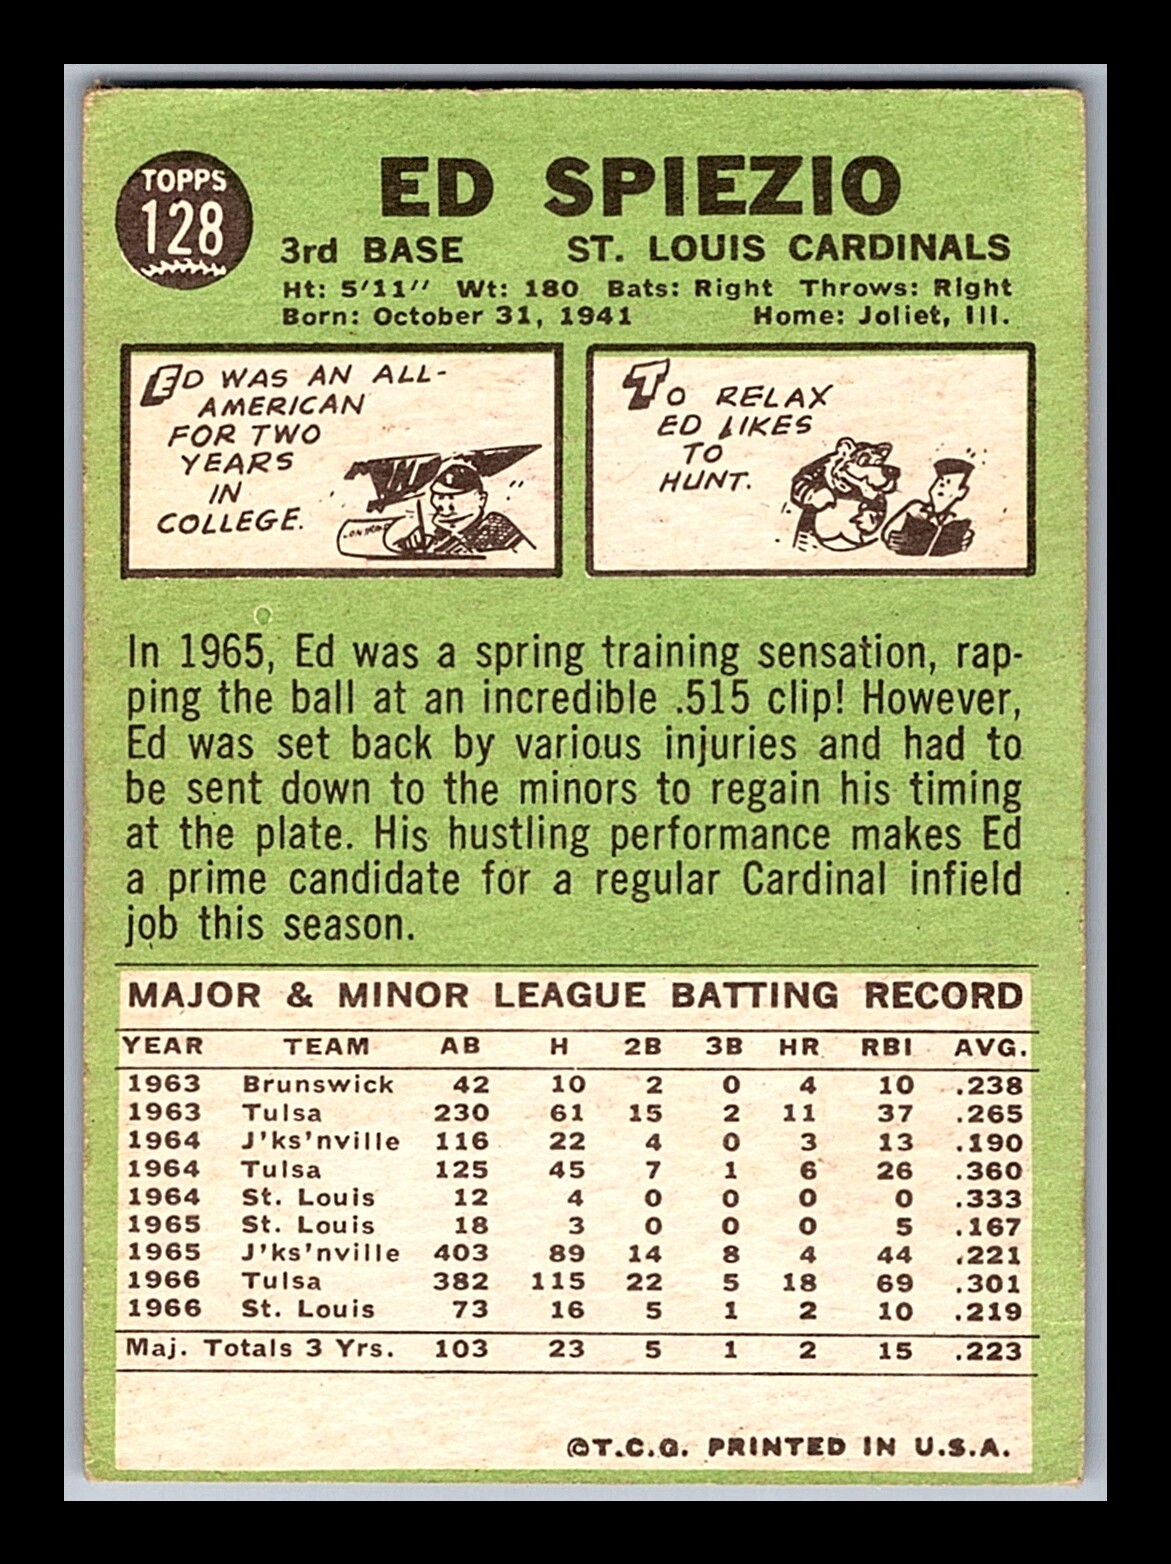 TOPPS
128
ED SPIEZIO
3rd BASE ST. LOUIS CARDINALS
Ht: 5'11" Wt: 180 Bats: Right Throws: Right
Born: October 31, 1941 Home: Joliet, Ill.
ED WAS AN ALL-
AMERICAN
FOR TWO
YEARS
IN
COLLEGE.
TO RELAX
ED LIKES
TO
HUNT.
In 1965, Ed was a spring training sensation, rap-
ping the ball at an incredible .515 clip! However,
Ed was set back by various injuries and had to
be sent down to the minors to regain his timing
at the plate. His hustling performance makes Ed
a prime candidate for a regular Cardinal infield
job this season.
MAJOR & MINOR LEAGUE BATTING RECORD
YEAR TEAM AB H 2B 3B HR RBI AVG.
1963 Brunswick 42 10 2 0 4 10 .238
1963 Tulsa 230 61 15 2 11 37 .265
1964 J'ks'nville 116 22 4 0 3 13 .190
1964 Tulsa 125 45 7 1 6 26 .360
1964 St. Louis 12 4 0 0 0 0 .333
1965 St. Louis 18 3 0 0 0 5 .167
1965 J'ks'nville 403 89 14 8 4 44 .221
1966 Tulsa 382 115 22 5 18 69 .301
1966 St. Louis 73 16 5 1 2 10 .219
Maj. Totals 3 Yrs. 103 23 5 1 2 15 .223
©T.C.G. PRINTED IN U.S.A.